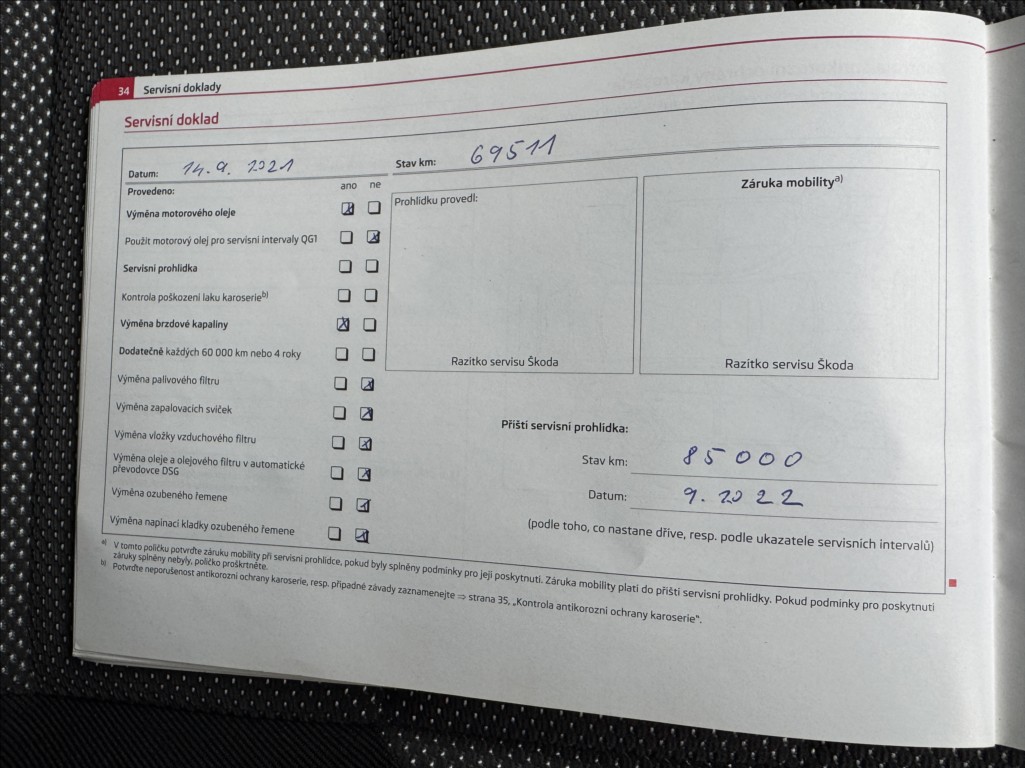 34 Servisní doklady
Servisní doklad
Datum: 14.9.2021 Stav km: 69511
Provedeno: ano ne
Výměna motorového oleje
Použit motorový olej pro servisní intervaly QG1
Servisní prohlídka
Kontrola poškození laku karoserie b)
Výměna brzdové kapaliny
Dodatečně každých 60 000 km nebo 4 roky
Výměna palivového filtru
Výměna zapalovacích svíček
Výměna vložky vzduchového filtru
Výměna oleje a olejového filtru v automatické
převodovce DSG
Výměna ozubeného řemene
Výměna napínací kladky ozubeného řemene
Prohlídku provedl:
Razítko servisu Škoda
Záruka mobility a)
Razítko servisu Škoda
Příští servisní prohlídka:
Stav km: 85000
Datum: 9.2022
(podle toho, co nastane dříve, resp. podle ukazatele servisních intervalů)
a) V tomto políčku potvrďte záruku mobility při servisní prohlídce, pokud byly splněny podmínky pro její poskytnutí. Záruka mobility platí do příští servisní prohlídky. Pokud podmínky pro poskytnutí
záruky splněny nebyly, políčko proškrtněte.
b) Potvrďte neporušenost antikorozní ochrany karoserie, resp. případné závady zaznamenejte ⇒ strana 35, „Kontrola antikorozní ochrany karoserie“.